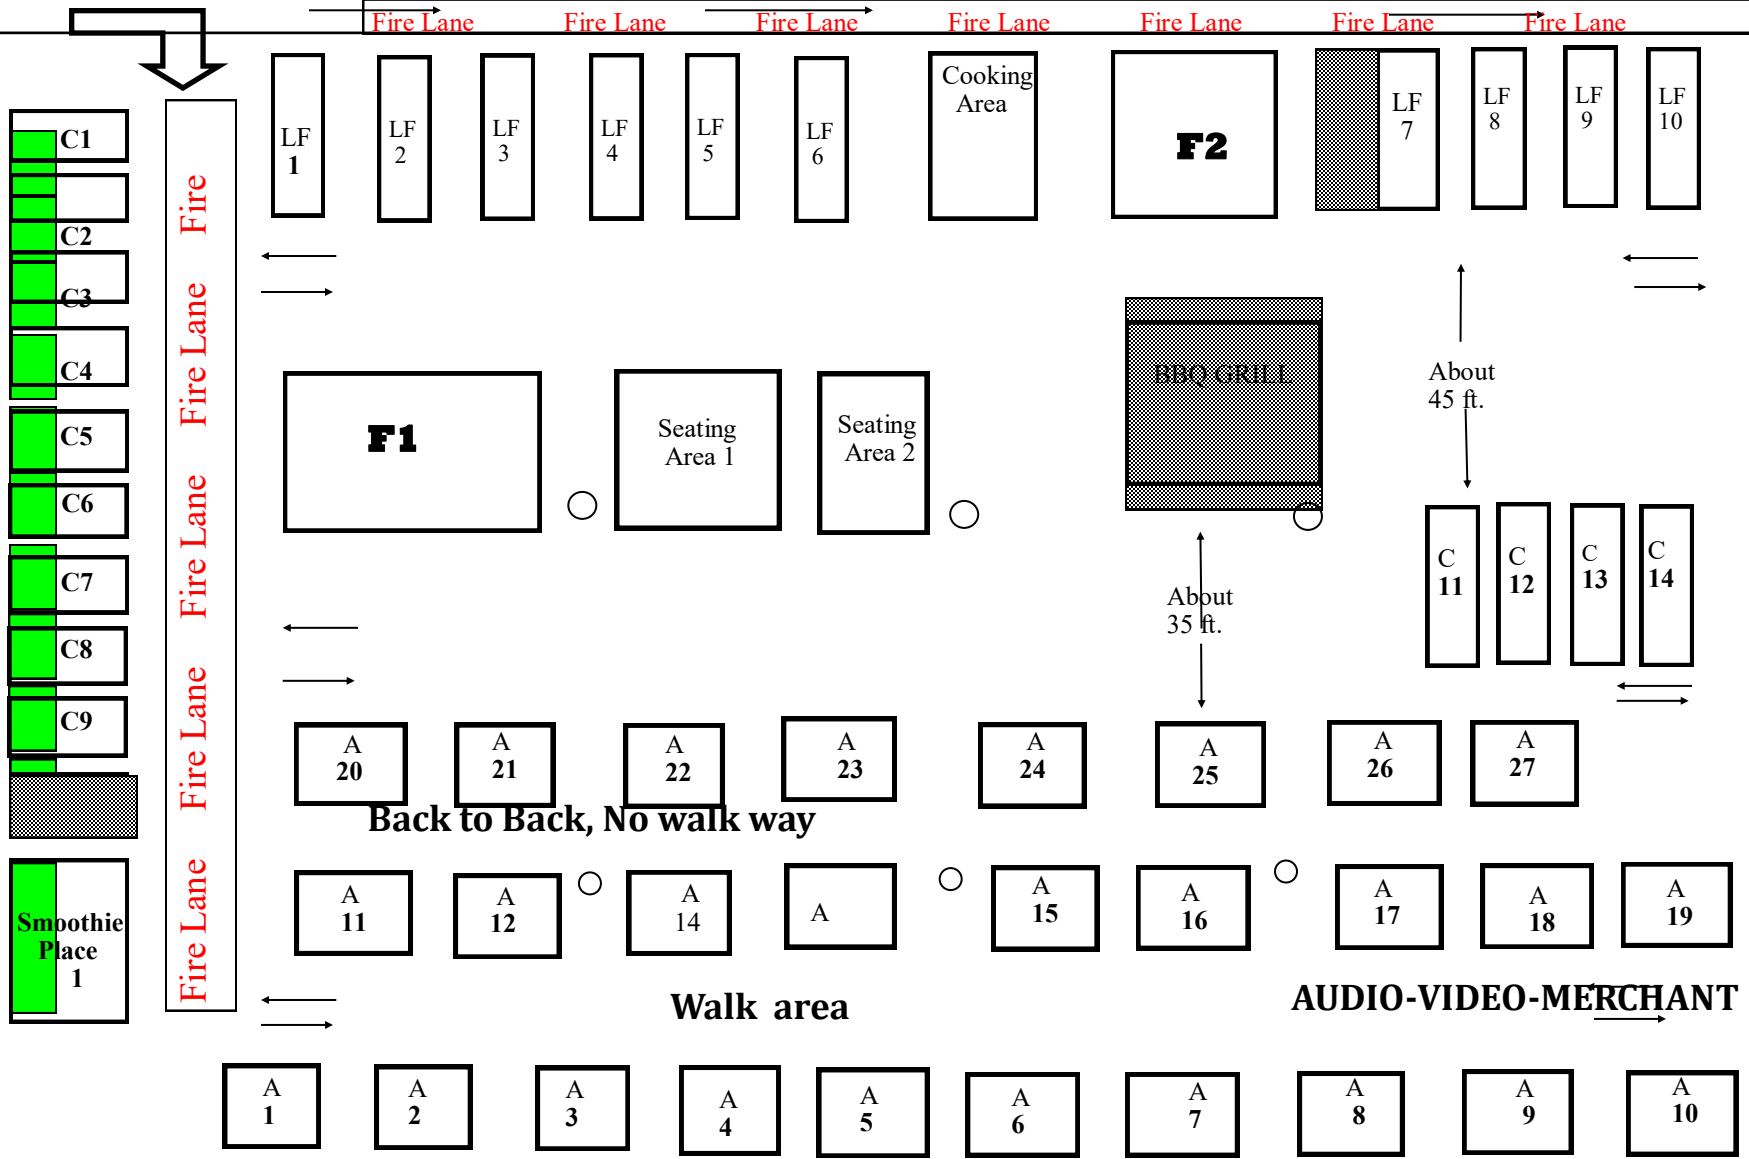 Fire Lane Fire Lane Fire Lane Fire Lane Fire Lane Fire Lane Fire Lane
LF
1
LF
2
LF
3
LF
4
LF
5
LF
6
Cooking
Area
F2
LF
7
LF
8
LF
9
LF
10
C1
C2
C3
C4
C5
C6
C7
C8
C9
Smoothie
Place
1
Fire Lane Fire Lane Fire Lane Fire Lane Fire
F1
Seating
Area 1
Seating
Area 2
BBQ GRILL
About
45 ft.
About
35 ft.
C
11
C
12
C
13
C
14
A
20
A
21
A
22
A
23
A
24
A
25
A
26
A
27
Back to Back, No walk way
A
11
A
12
A
14
A
A
15
A
16
A
17
A
18
A
19
Walk area
AUDIO-VIDEO-MERCHANT
A
1
A
2
A
3
A
4
A
5
A
6
A
7
A
8
A
9
A
10